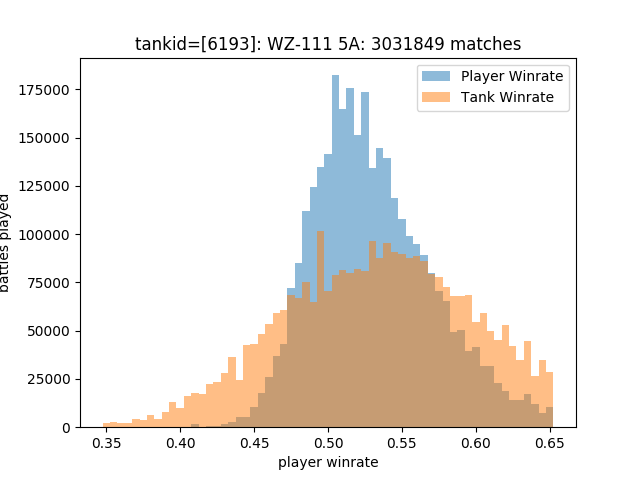 tankid=[6193]: WZ-111 5A: 3031849 matches
Player Winrate
Tank Winrate
175000
150000
125000
100000
75000
50000
25000
0
battles played
0.35 0.40 0.45 0.50 0.55 0.60 0.65
player winrate